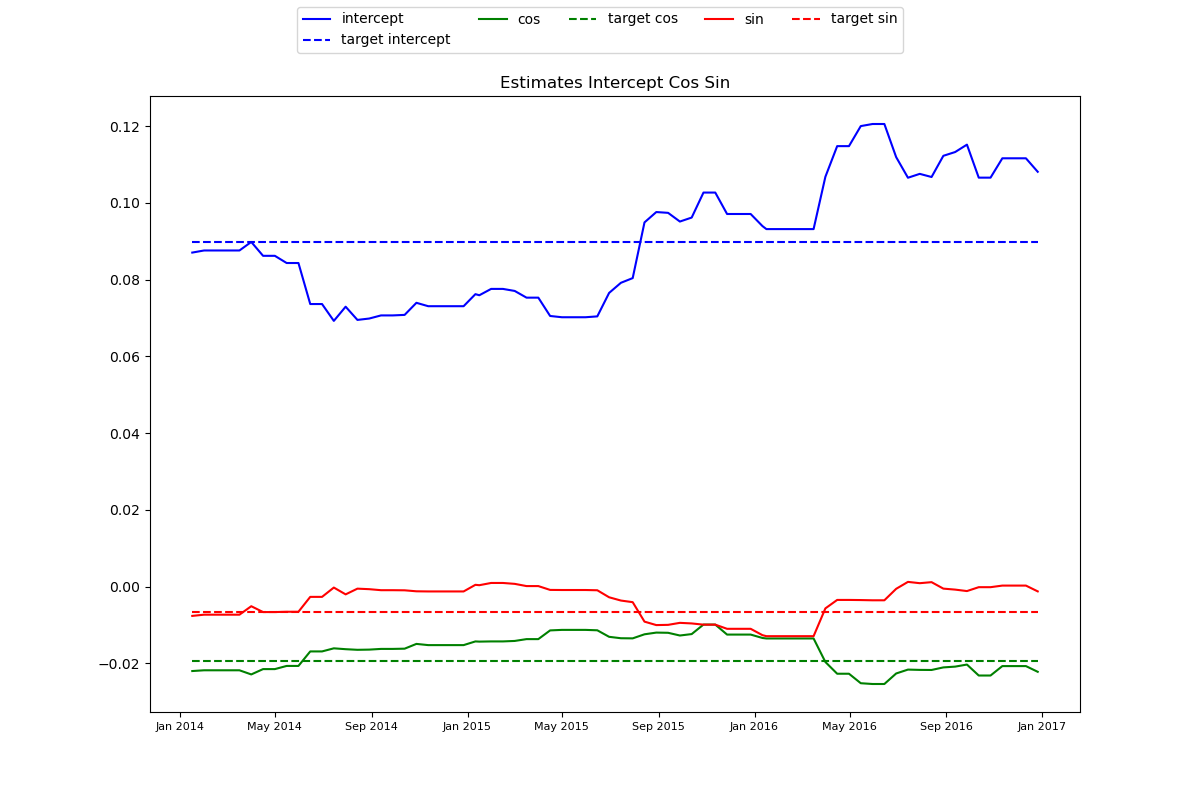 intercept cos target cos sin target sin
target intercept
Estimates Intercept Cos Sin
0.12
0.10
0.08
0.06
0.04
0.02
0.00
−0.02
Jan 2014 May 2014 Sep 2014 Jan 2015 May 2015 Sep 2015 Jan 2016 May 2016 Sep 2016 Jan 2017